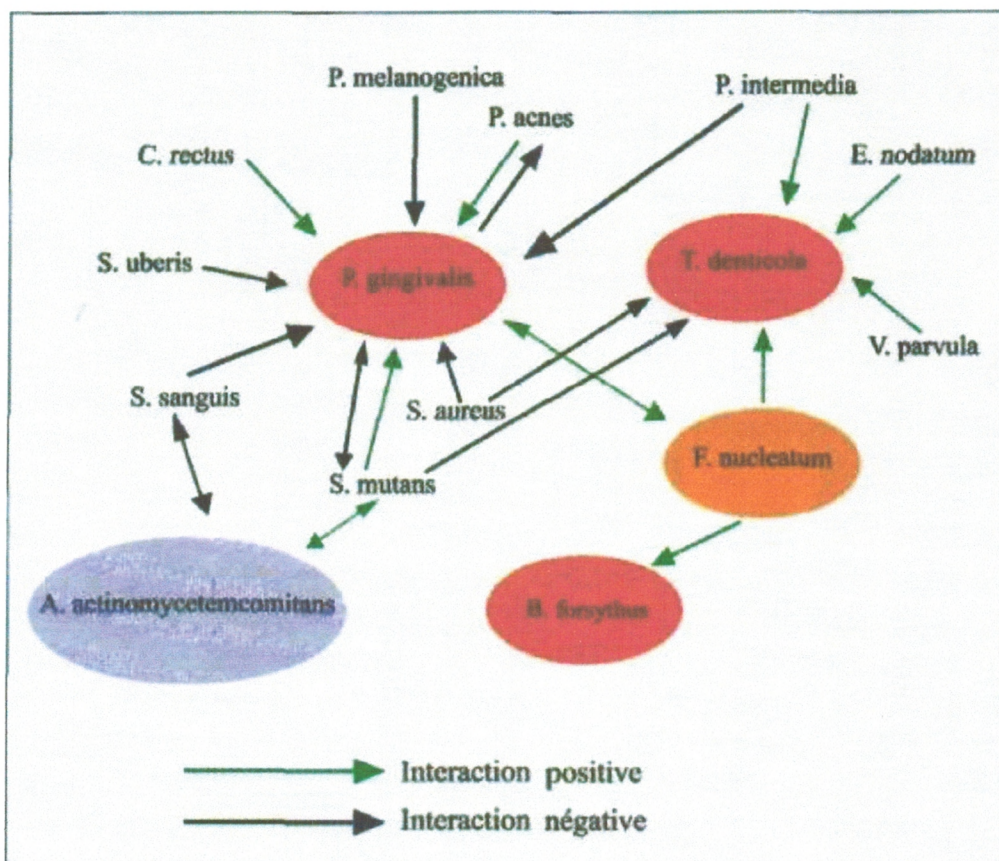 P. melanogenica
P. intermedia
P. acnes
C. rectus
E. nodatum
S. uberis
P. gingivalis
T. denticola
V. parvula
S. sanguis
S. aureus
F. nucleatum
S. mutans
A. actinomycetemcomitans
B. forsythus
Interaction positive
Interaction négative